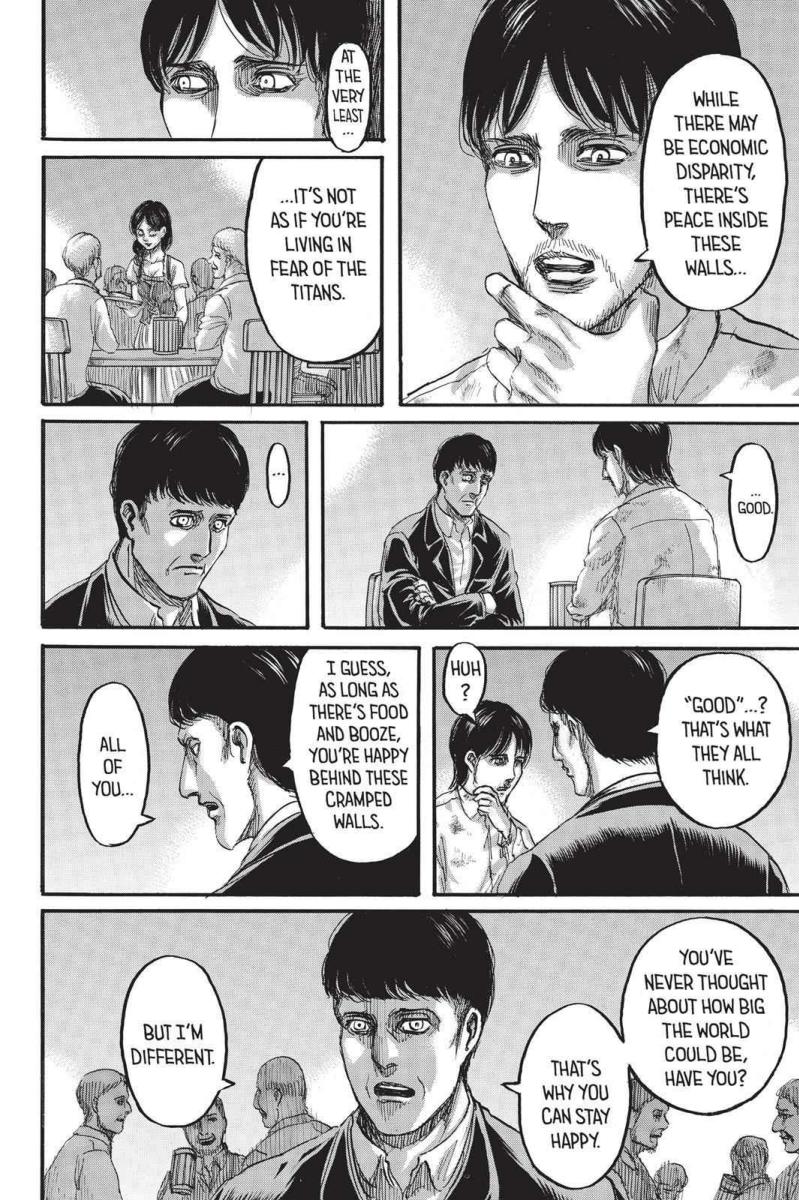 WHILE
THERE MAY
BE ECONOMIC
DISPARITY,
THERE'S
PEACE INSIDE
THESE
WALLS...
AT
THE
VERY
LEAST
...
...IT'S NOT
AS IF YOU'RE
LIVING IN
FEAR OF THE
TITANS.
...
GOOD.
...
"GOOD"...?
THAT'S WHAT
THEY ALL
THINK.
HUH
?
I GUESS,
AS LONG AS
THERE'S FOOD
AND BOOZE,
YOU'RE HAPPY
BEHIND THESE
CRAMPED
WALLS.
ALL
OF
YOU...
YOU'VE
NEVER THOUGHT
ABOUT HOW BIG
THE WORLD
COULD BE,
HAVE YOU?
THAT'S
WHY YOU
CAN STAY
HAPPY.
BUT I'M
DIFFERENT.